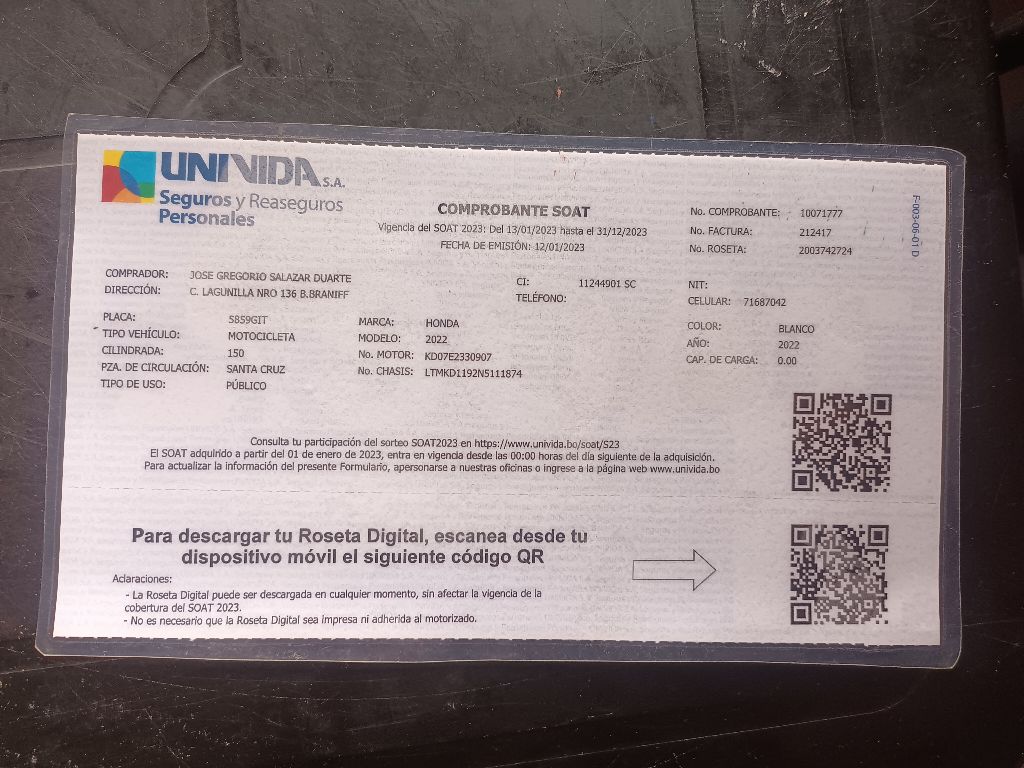 UNIVIDA S.A.
Seguros y Reaseguros
Personales
COMPROBANTE SOAT
Vigencia del SOAT 2023: Del 13/01/2023 hasta el 31/12/2023
FECHA DE EMISIÓN: 12/01/2023
No. COMPROBANTE: 10071777
No. FACTURA: 212417
No. ROSETA: 2003742724
F-003-06-01 D
COMPRADOR: JOSE GREGORIO SALAZAR DUARTE CI: 11244901 SC NIT:
DIRECCIÓN: C. LAGUNILLA NRO 136 B.BRANIFF TELÉFONO: CELULAR: 71687042
PLACA: 5859GIT MARCA: HONDA COLOR: BLANCO
TIPO VEHÍCULO: MOTOCICLETA MODELO: 2022 AÑO: 2022
CILINDRADA: 150 No. MOTOR: KD07E2330907 CAP. DE CARGA: 0.00
PZA. DE CIRCULACIÓN: SANTA CRUZ No. CHASIS: LTMKD1192N5111874
TIPO DE USO: PÚBLICO
Consulta tu participación del sorteo SOAT2023 en https://www.univida.bo/soat/S23
El SOAT adquirido a partir del 01 de enero de 2023, entra en vigencia desde las 00:00 horas del día siguiente de la adquisición.
Para actualizar la información del presente Formulario, apersonarse a nuestras oficinas o ingrese a la página web www.univida.bo
Para descargar tu Roseta Digital, escanea desde tu
dispositivo móvil el siguiente código QR
Aclaraciones:
- La Roseta Digital puede ser descargada en cualquier momento, sin afectar la vigencia de la
cobertura del SOAT 2023.
- No es necesario que la Roseta Digital sea impresa ni adherida al motorizado.